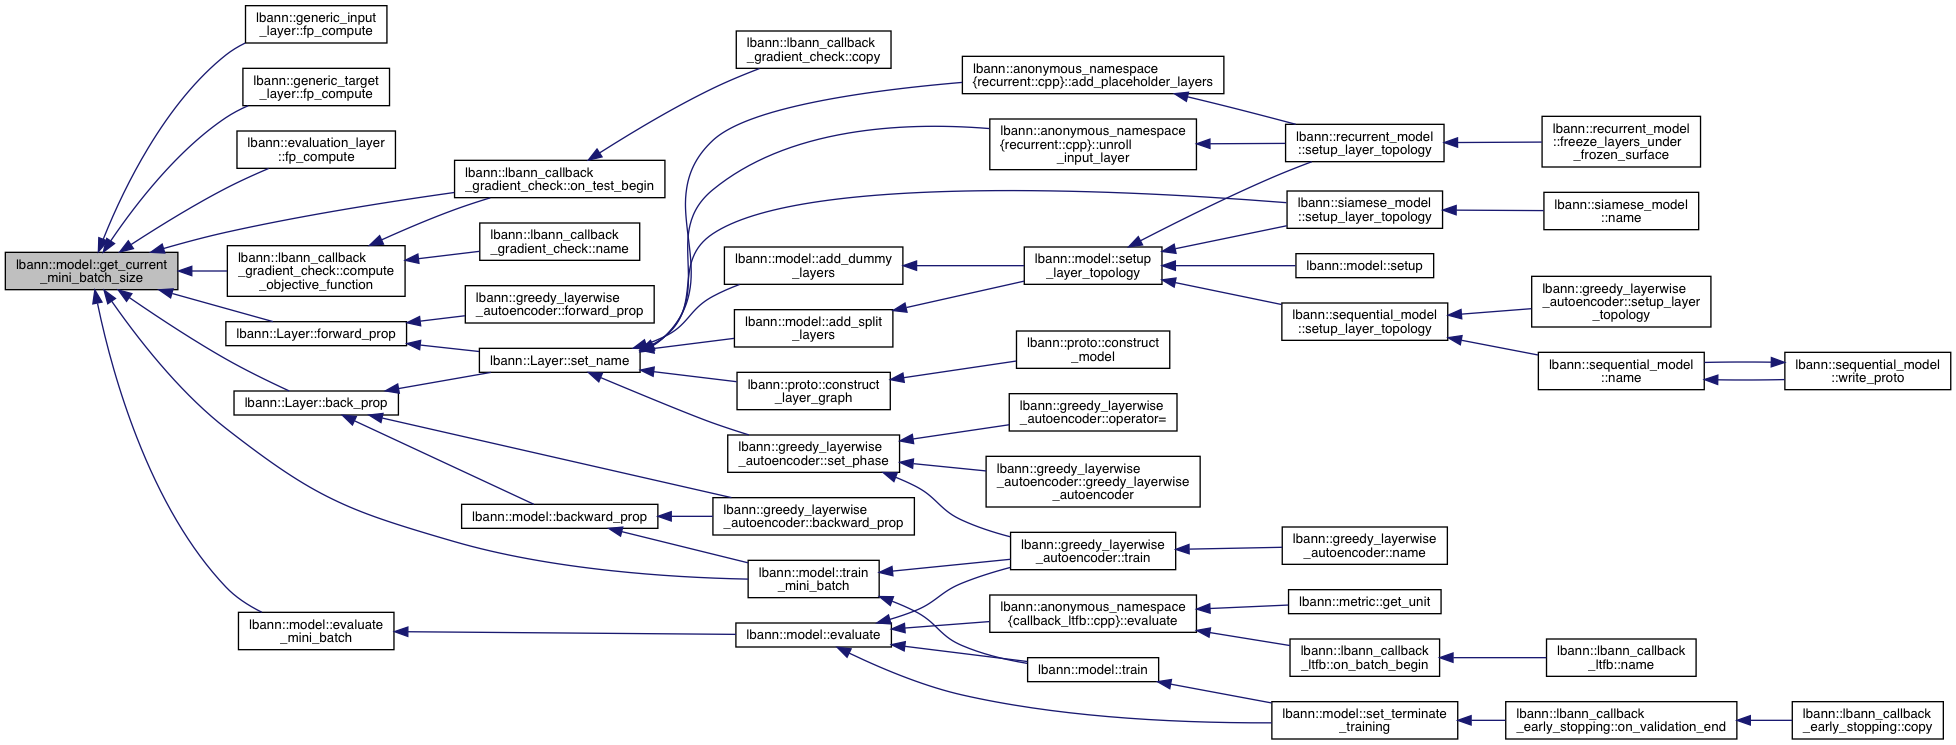 lbann::model::get_current
_mini_batch_size
lbann::generic_input
_layer::fp_compute
lbann::generic_target
_layer::fp_compute
lbann::evaluation_layer
::fp_compute
lbann::lbann_callback
_gradient_check::compute
_objective_function
lbann::Layer::forward_prop
lbann::Layer::back_prop
lbann::model::evaluate
_mini_batch
lbann::lbann_callback
_gradient_check::on_test_begin
lbann::lbann_callback
_gradient_check::name
lbann::greedy_layerwise
_autoencoder::forward_prop
lbann::Layer::set_name
lbann::model::backward_prop
lbann::lbann_callback
_gradient_check::copy
lbann::model::add_dummy
_layers
lbann::model::add_split
_layers
lbann::proto::construct
_layer_graph
lbann::greedy_layerwise
_autoencoder::set_phase
lbann::greedy_layerwise
_autoencoder::backward_prop
lbann::model::train
_mini_batch
lbann::model::evaluate
lbann::anonymous_namespace
{recurrent::cpp}::add_placeholder_layers
lbann::anonymous_namespace
{recurrent::cpp}::unroll
_input_layer
lbann::model::setup
_layer_topology
lbann::proto::construct
_model
lbann::greedy_layerwise
_autoencoder::operator=
lbann::greedy_layerwise
_autoencoder::greedy_layerwise
_autoencoder
lbann::greedy_layerwise
_autoencoder::train
lbann::anonymous_namespace
{callback_ltfb::cpp}::evaluate
lbann::model::train
lbann::recurrent_model
::setup_layer_topology
lbann::siamese_model
::setup_layer_topology
lbann::model::setup
lbann::sequential_model
::setup_layer_topology
lbann::greedy_layerwise
_autoencoder::name
lbann::metric::get_unit
lbann::lbann_callback
_ltfb::on_batch_begin
lbann::model::set_terminate
_training
lbann::recurrent_model
::freeze_layers_under
_frozen_surface
lbann::siamese_model
::name
lbann::greedy_layerwise
_autoencoder::setup_layer
_topology
lbann::sequential_model
::name
lbann::lbann_callback
_ltfb::name
lbann::lbann_callback
_early_stopping::on_validation_end
lbann::sequential_model
::write_proto
lbann::lbann_callback
_early_stopping::copy